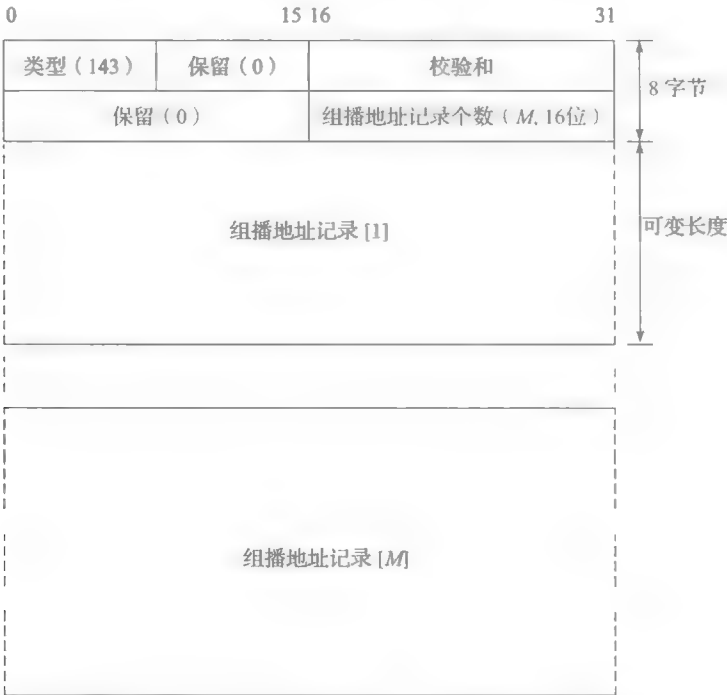 0 15 16 31
类型（143） 保留（0） 校验和
8字节
保留（0） 组播地址记录个数（M, 16位）
组播地址记录 [1]
可变长度
组播地址记录 [M]